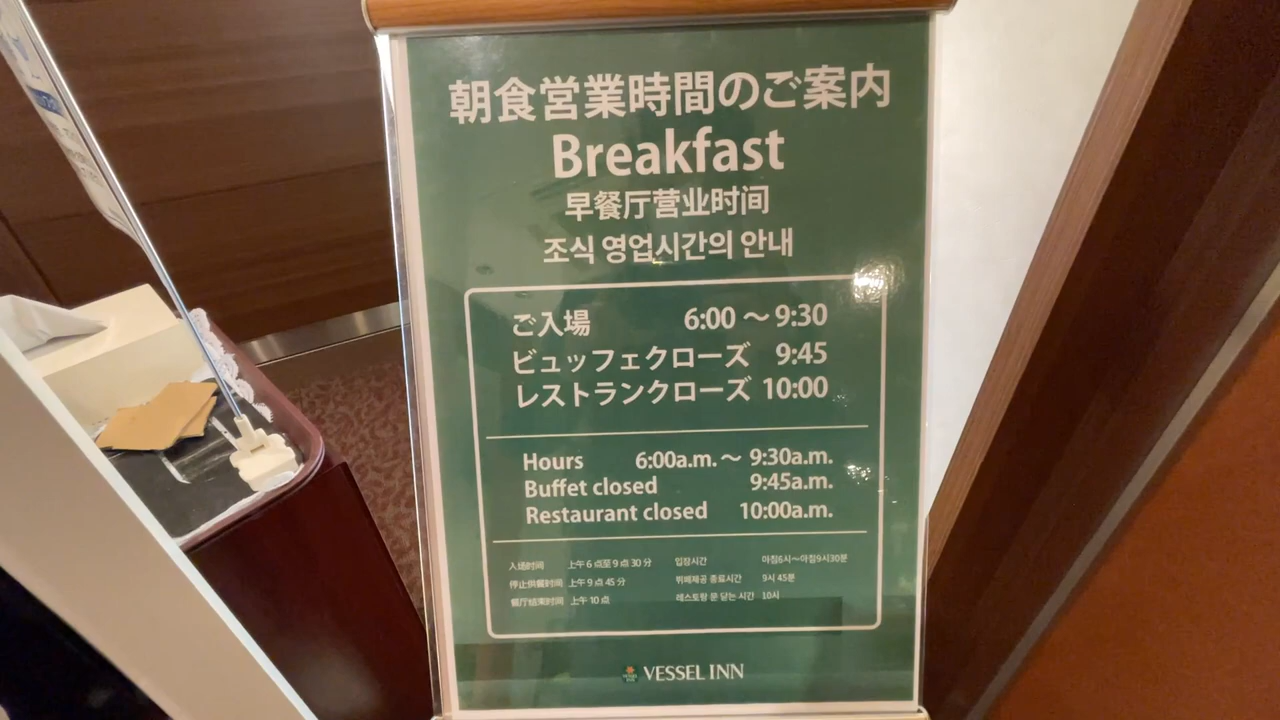 朝食営業時間のご案内
Breakfast
早餐厅营业时间
조식 영업시간의 안내
ご入場 6:00 ～ 9:30
ビュッフェクローズ 9:45
レストランクローズ 10:00
Hours 6:00a.m. ～ 9:30a.m.
Buffet closed 9:45a.m.
Restaurant closed 10:00a.m.
入场时间 上午 6 点至 9 点 30 分 입장시간 아침6시～아침9시30분
停止供餐时间 上午 9 点 45 分 뷔페제공 종료시간 9시 45분
餐厅结束时间 上午 10 点 레스토랑 문 닫는 시간 10시
VESSEL INN